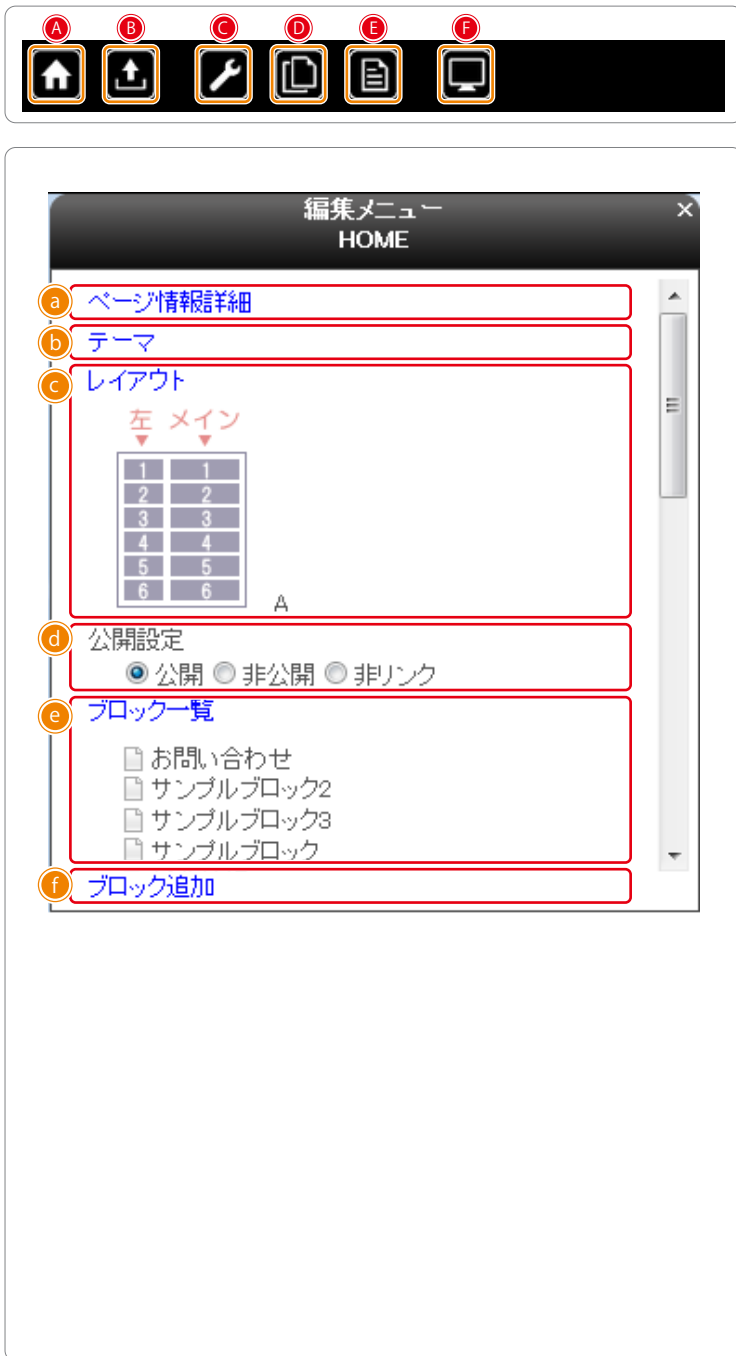 A B C D E F
編集メニュー ×
HOME
a ページ情報詳細
b テーマ
c レイアウト
左 メイン
1 1
2 2
3 3
4 4
5 5
6 6
A
d 公開設定
公開 非公開 非リンク
e ブロック一覧
お問い合わせ
サンプルブロック2
サンプルブロック3
サンプルブロック
f ブロック追加